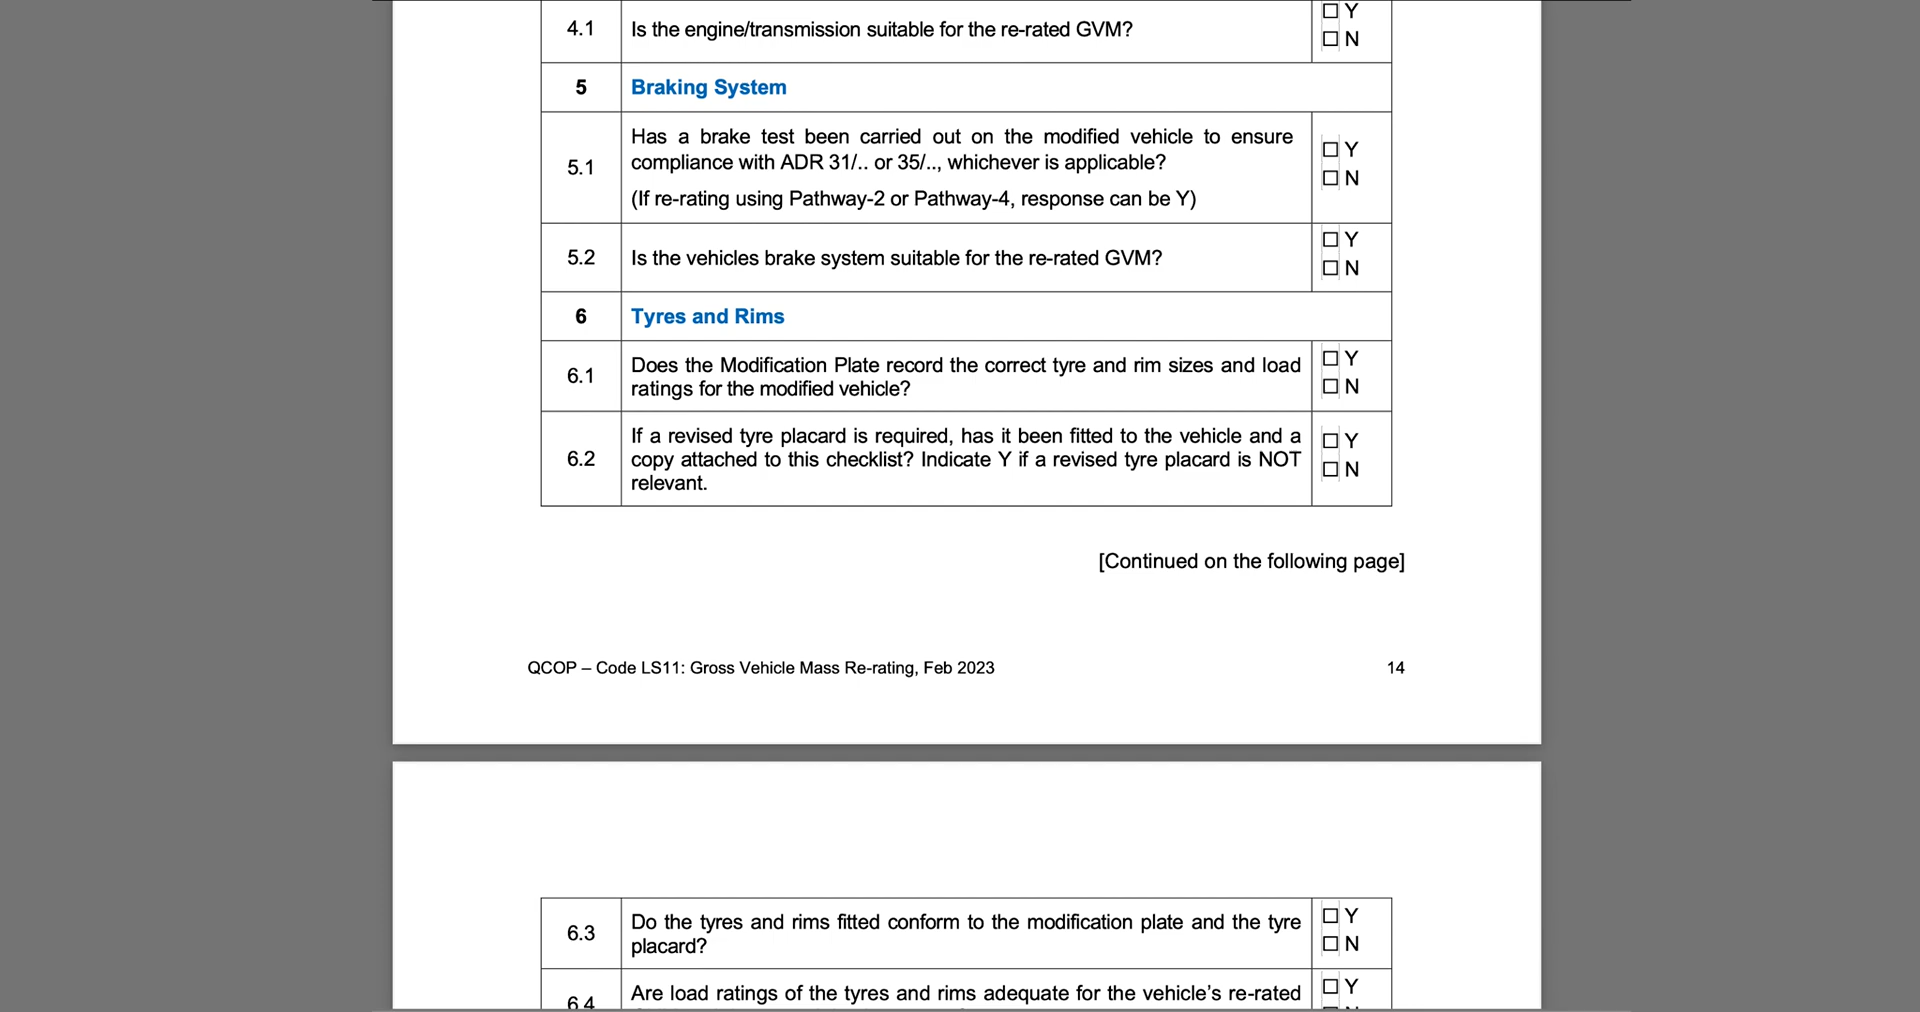 4.1 Is the engine/transmission suitable for the re-rated GVM? ☐ Y
☐ N
5 Braking System
5.1 Has a brake test been carried out on the modified vehicle to ensure
compliance with ADR 31/.. or 35/.., whichever is applicable?
(If re-rating using Pathway-2 or Pathway-4, response can be Y)
☐ Y
☐ N
5.2 Is the vehicles brake system suitable for the re-rated GVM? ☐ Y
☐ N
6 Tyres and Rims
6.1 Does the Modification Plate record the correct tyre and rim sizes and load
ratings for the modified vehicle?
☐ Y
☐ N
6.2 If a revised tyre placard is required, has it been fitted to the vehicle and a
copy attached to this checklist? Indicate Y if a revised tyre placard is NOT
relevant.
☐ Y
☐ N
[Continued on the following page]
QCOP – Code LS11: Gross Vehicle Mass Re-rating, Feb 2023 14
6.3 Do the tyres and rims fitted conform to the modification plate and the tyre
placard?
☐ Y
☐ N
6.4 Are load ratings of the tyres and rims adequate for the vehicle’s re-rated
☐ Y